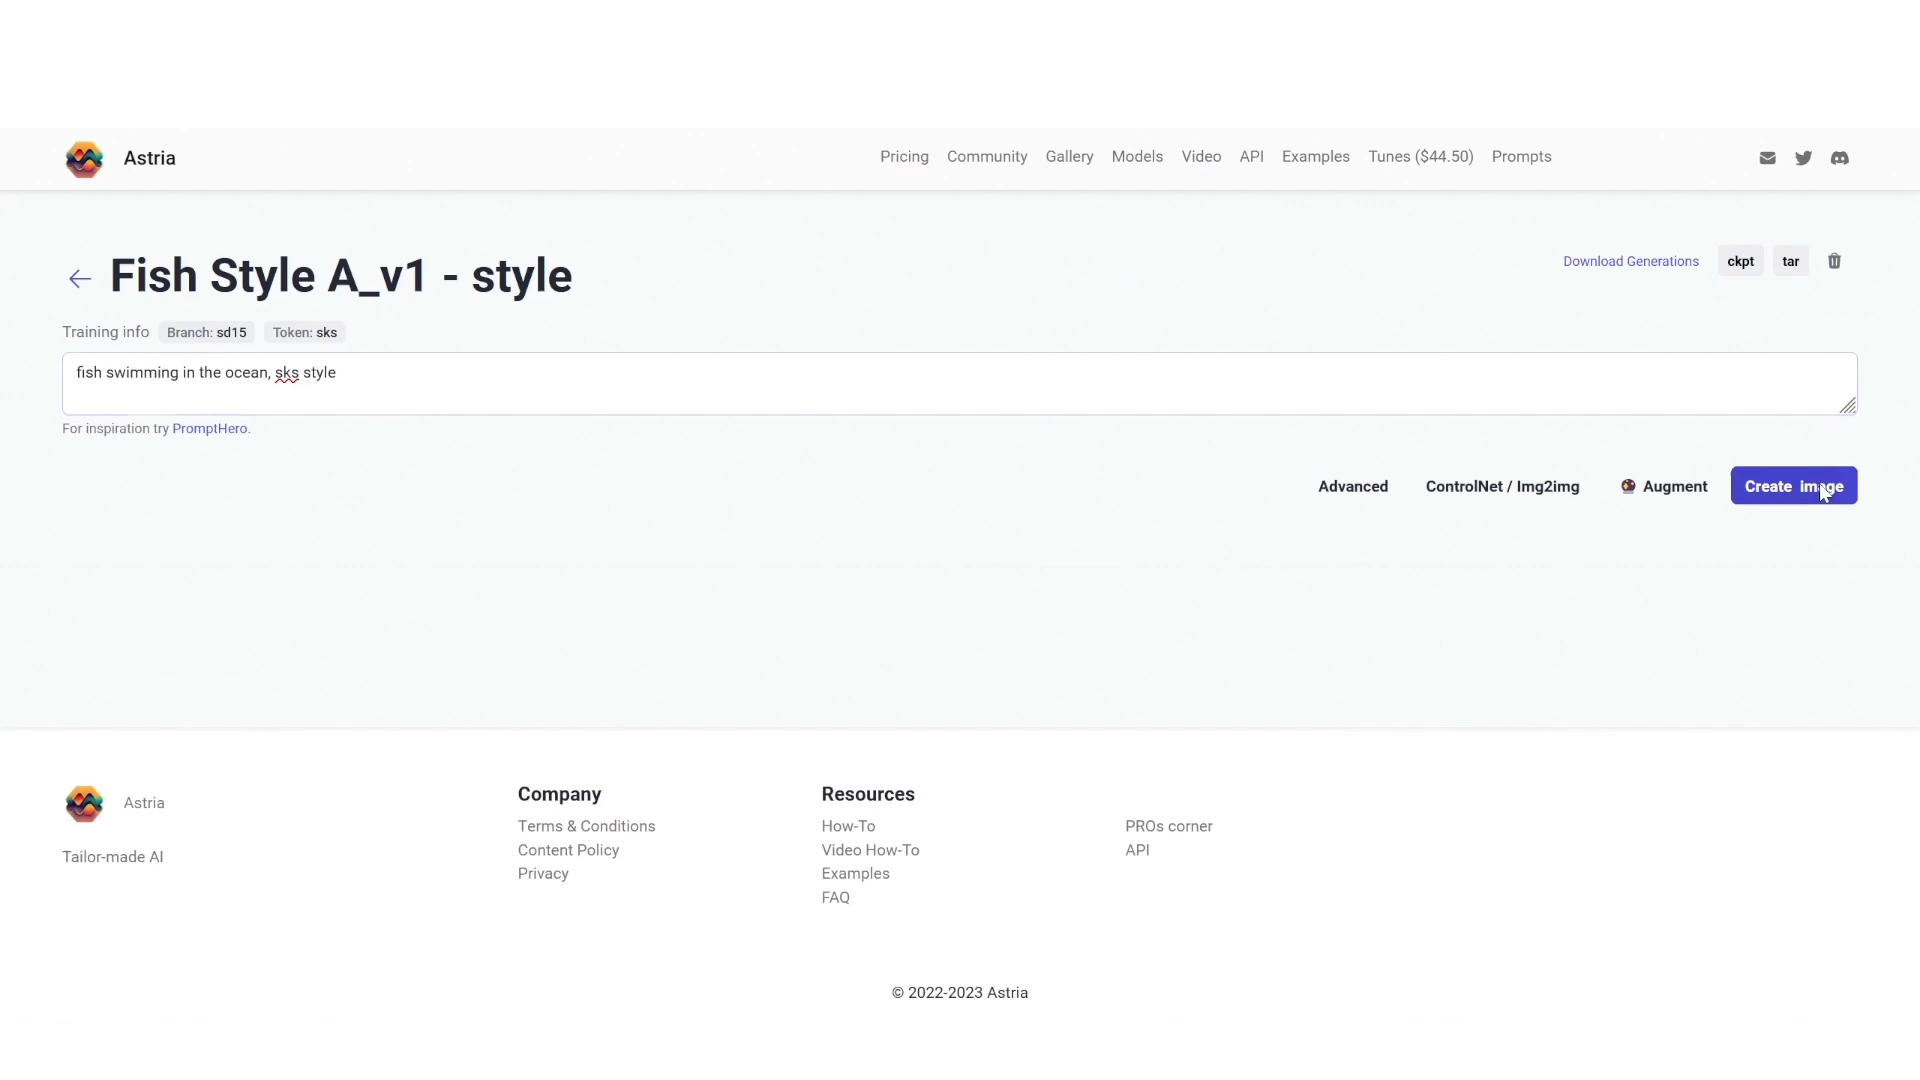 Astria
Pricing Community Gallery Models Video API Examples Tunes ($44.50) Prompts
Fish Style A_v1 - style
Download Generations ckpt tar
Training info Branch: sd15 Token: sks
fish swimming in the ocean, sks style
For inspiration try PromptHero.
Advanced ControlNet / Img2img Augment Create image
Astria
Tailor-made AI
Company
Terms & Conditions
Content Policy
Privacy
Resources
How-To
Video How-To
Examples
FAQ
PROs corner
API
© 2022-2023 Astria